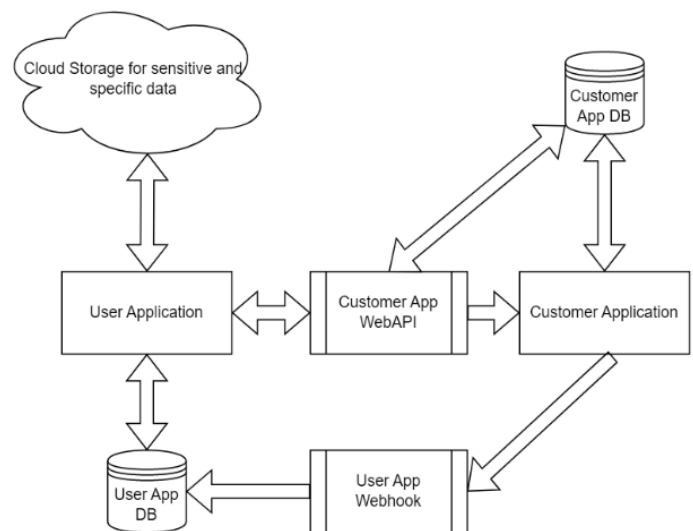 Cloud Storage for sensitive and
specific data
Customer
App DB
User Application
Customer App
WebAPI
Customer Application
User App
DB
User App
Webhook